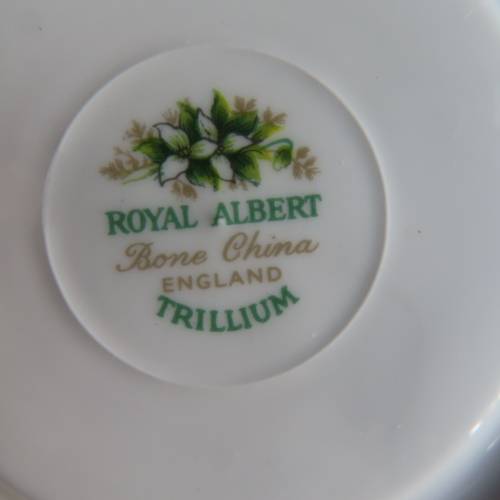 ROYAL ALBERT
Bone China
ENGLAND
TRILLIUM